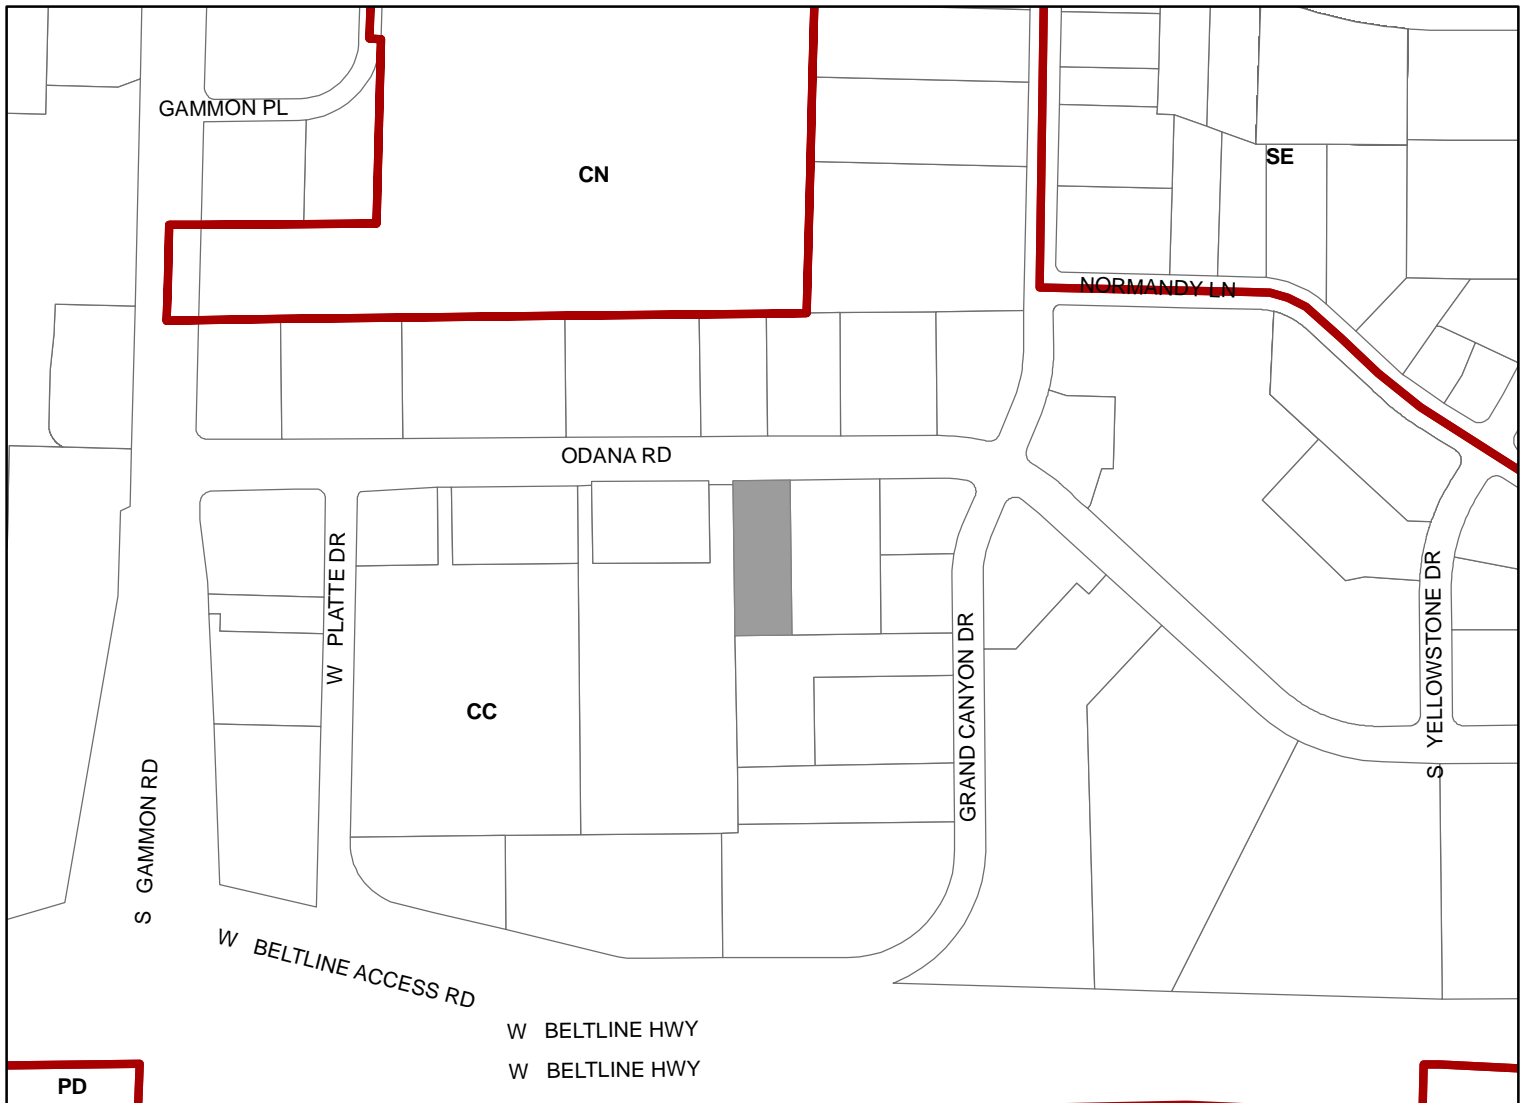 GAMMON PL
CN
SE
NORMANDY LN
ODANA RD
W PLATTE DR
CC
GRAND CANYON DR
S YELLOWSTONE DR
S GAMMON RD
W BELTLINE ACCESS RD
W BELTLINE HWY
W BELTLINE HWY
PD